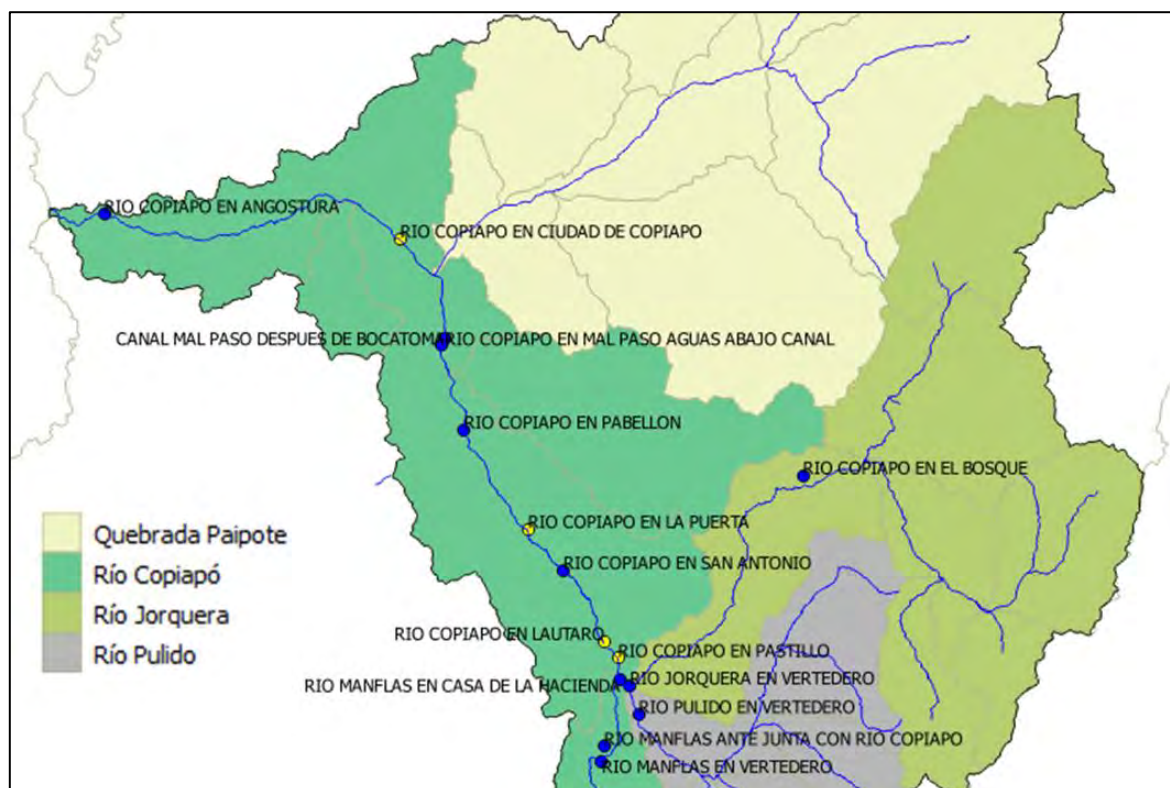 RIO COPIAPO EN ANGOSTURA
RIO COPIAPO EN CIUDAD DE COPIAPO
CANAL MAL PASO DESPUES DE BOCATOMA
RIO COPIAPO EN MAL PASO AGUAS ABAJO CANAL
RIO COPIAPO EN PABELLON
RIO COPIAPO EN EL BOSQUE
Quebrada Paipote
Río Copiapó
Río Jorquera
Río Pulido
RIO COPIAPO EN LA PUERTA
RIO COPIAPO EN SAN ANTONIO
RIO COPIAPO EN LAUTARO
RIO COPIAPO EN PASTILLO
RIO JORQUERA EN VERTEDERO
RIO MANFLAS EN CASA DE LA HACIENDA
RIO PULIDO EN VERTEDERO
RIO MANFLAS ANTE JUNTA CON RIO COPIAPO
RIO MANFLAS EN VERTEDERO